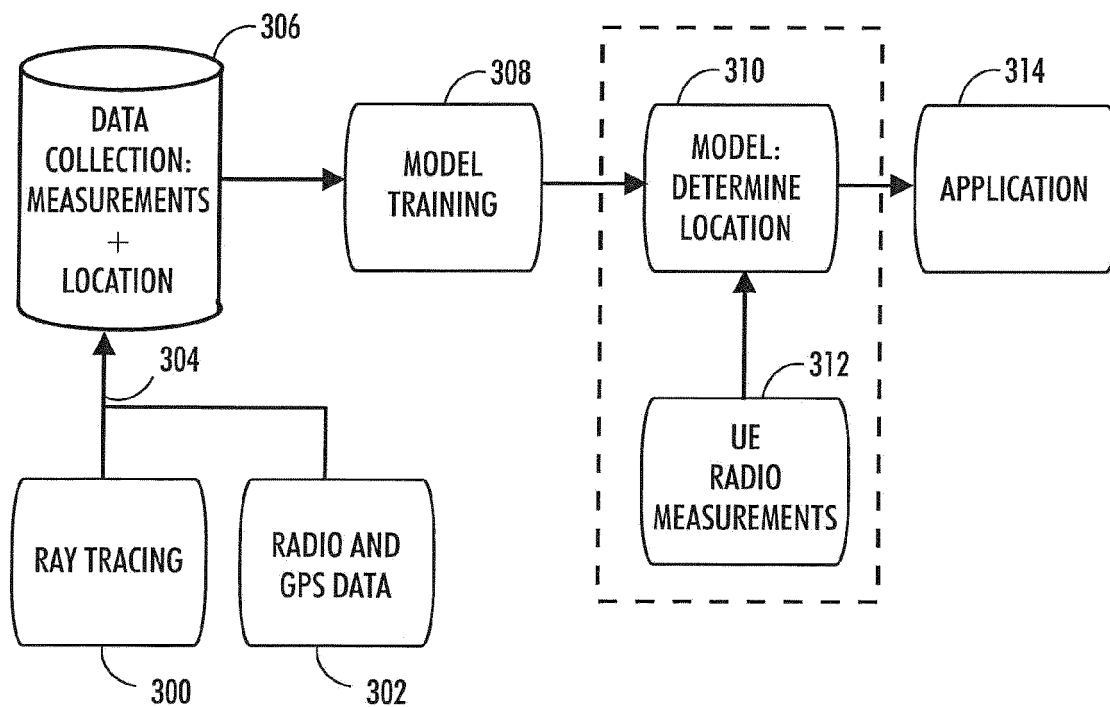 306
DATA
COLLECTION:
MEASUREMENTS
+
LOCATION
308
MODEL
TRAINING
310
MODEL:
DETERMINE
LOCATION
314
APPLICATION
304
312
UE
RADIO
MEASUREMENTS
RAY TRACING
300
RADIO AND
GPS DATA
302